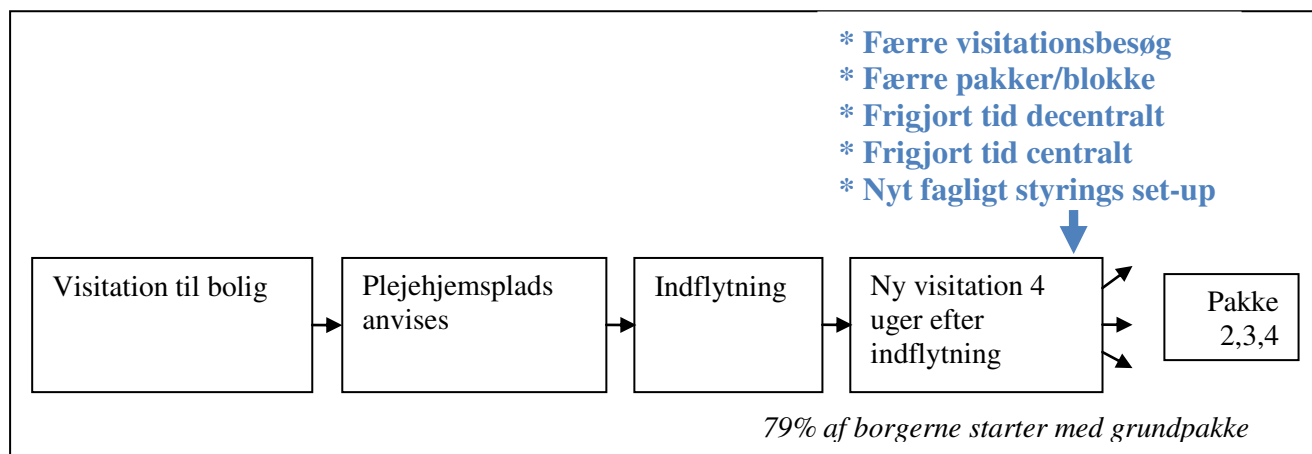 * Færre visitationsbesøg
* Færre pakker/blokke
* Frigjort tid decentralt
* Frigjort tid centralt
* Nyt fagligt styrings set-up
Visitation til bolig
Plejehjemsplads
anvises
Indflytning
Ny visitation 4
uger efter
indflytning
Pakke
2,3,4
79% af borgerne starter med grundpakke